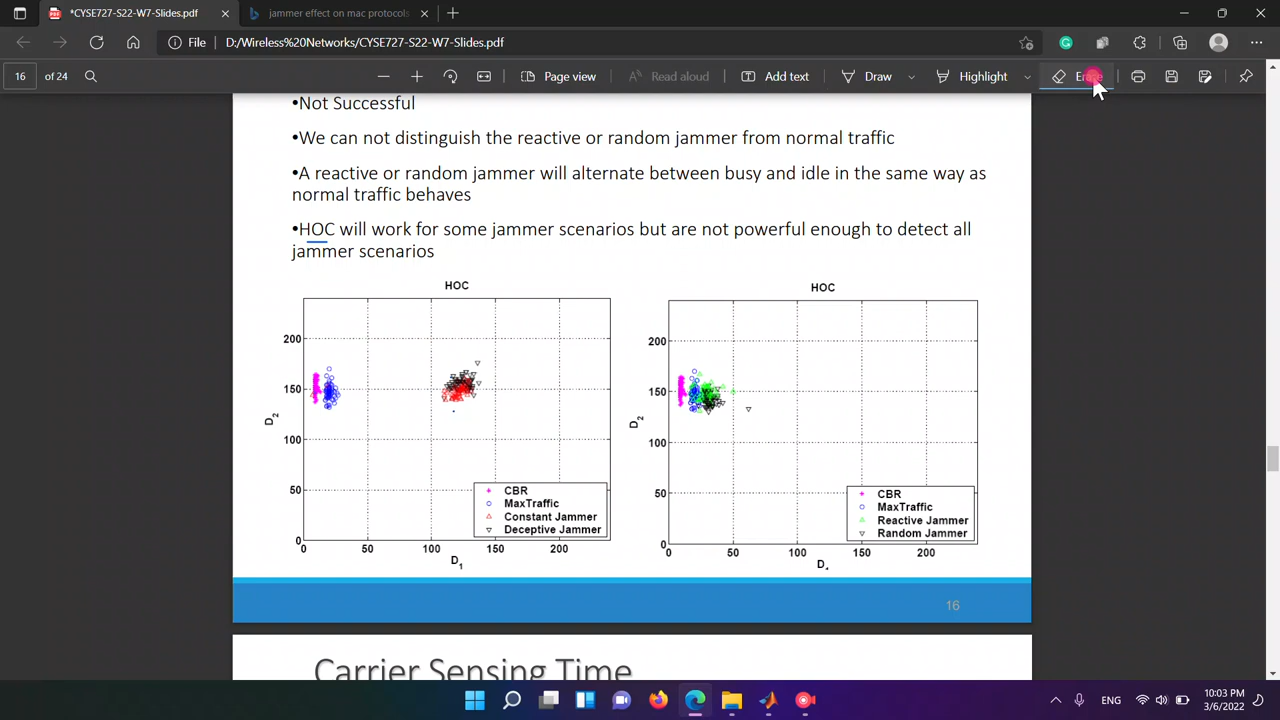 *CYSE727-S22-W7-Slides.pdf
jammer effect on mac protocols
File
D:/Wireless%20Networks/CYSE727-S22-W7-Slides.pdf
16 of 24
Page view
Read aloud
Add text
Draw
Highlight
Erase
•Not Successful
•We can not distinguish the reactive or random jammer from normal traffic
•A reactive or random jammer will alternate between busy and idle in the same way as
normal traffic behaves
•HOC will work for some jammer scenarios but are not powerful enough to detect all
jammer scenarios
HOC
200
150
100
50
0
D2
0 50 100 150 200
D1
CBR
MaxTraffic
Constant Jammer
Deceptive Jammer
HOC
200
150
100
50
0
D2
0 50 100 150 200
D1
CBR
MaxTraffic
Reactive Jammer
Random Jammer
16
Carrier Sensing Time
ENG
10:03 PM
3/6/2022